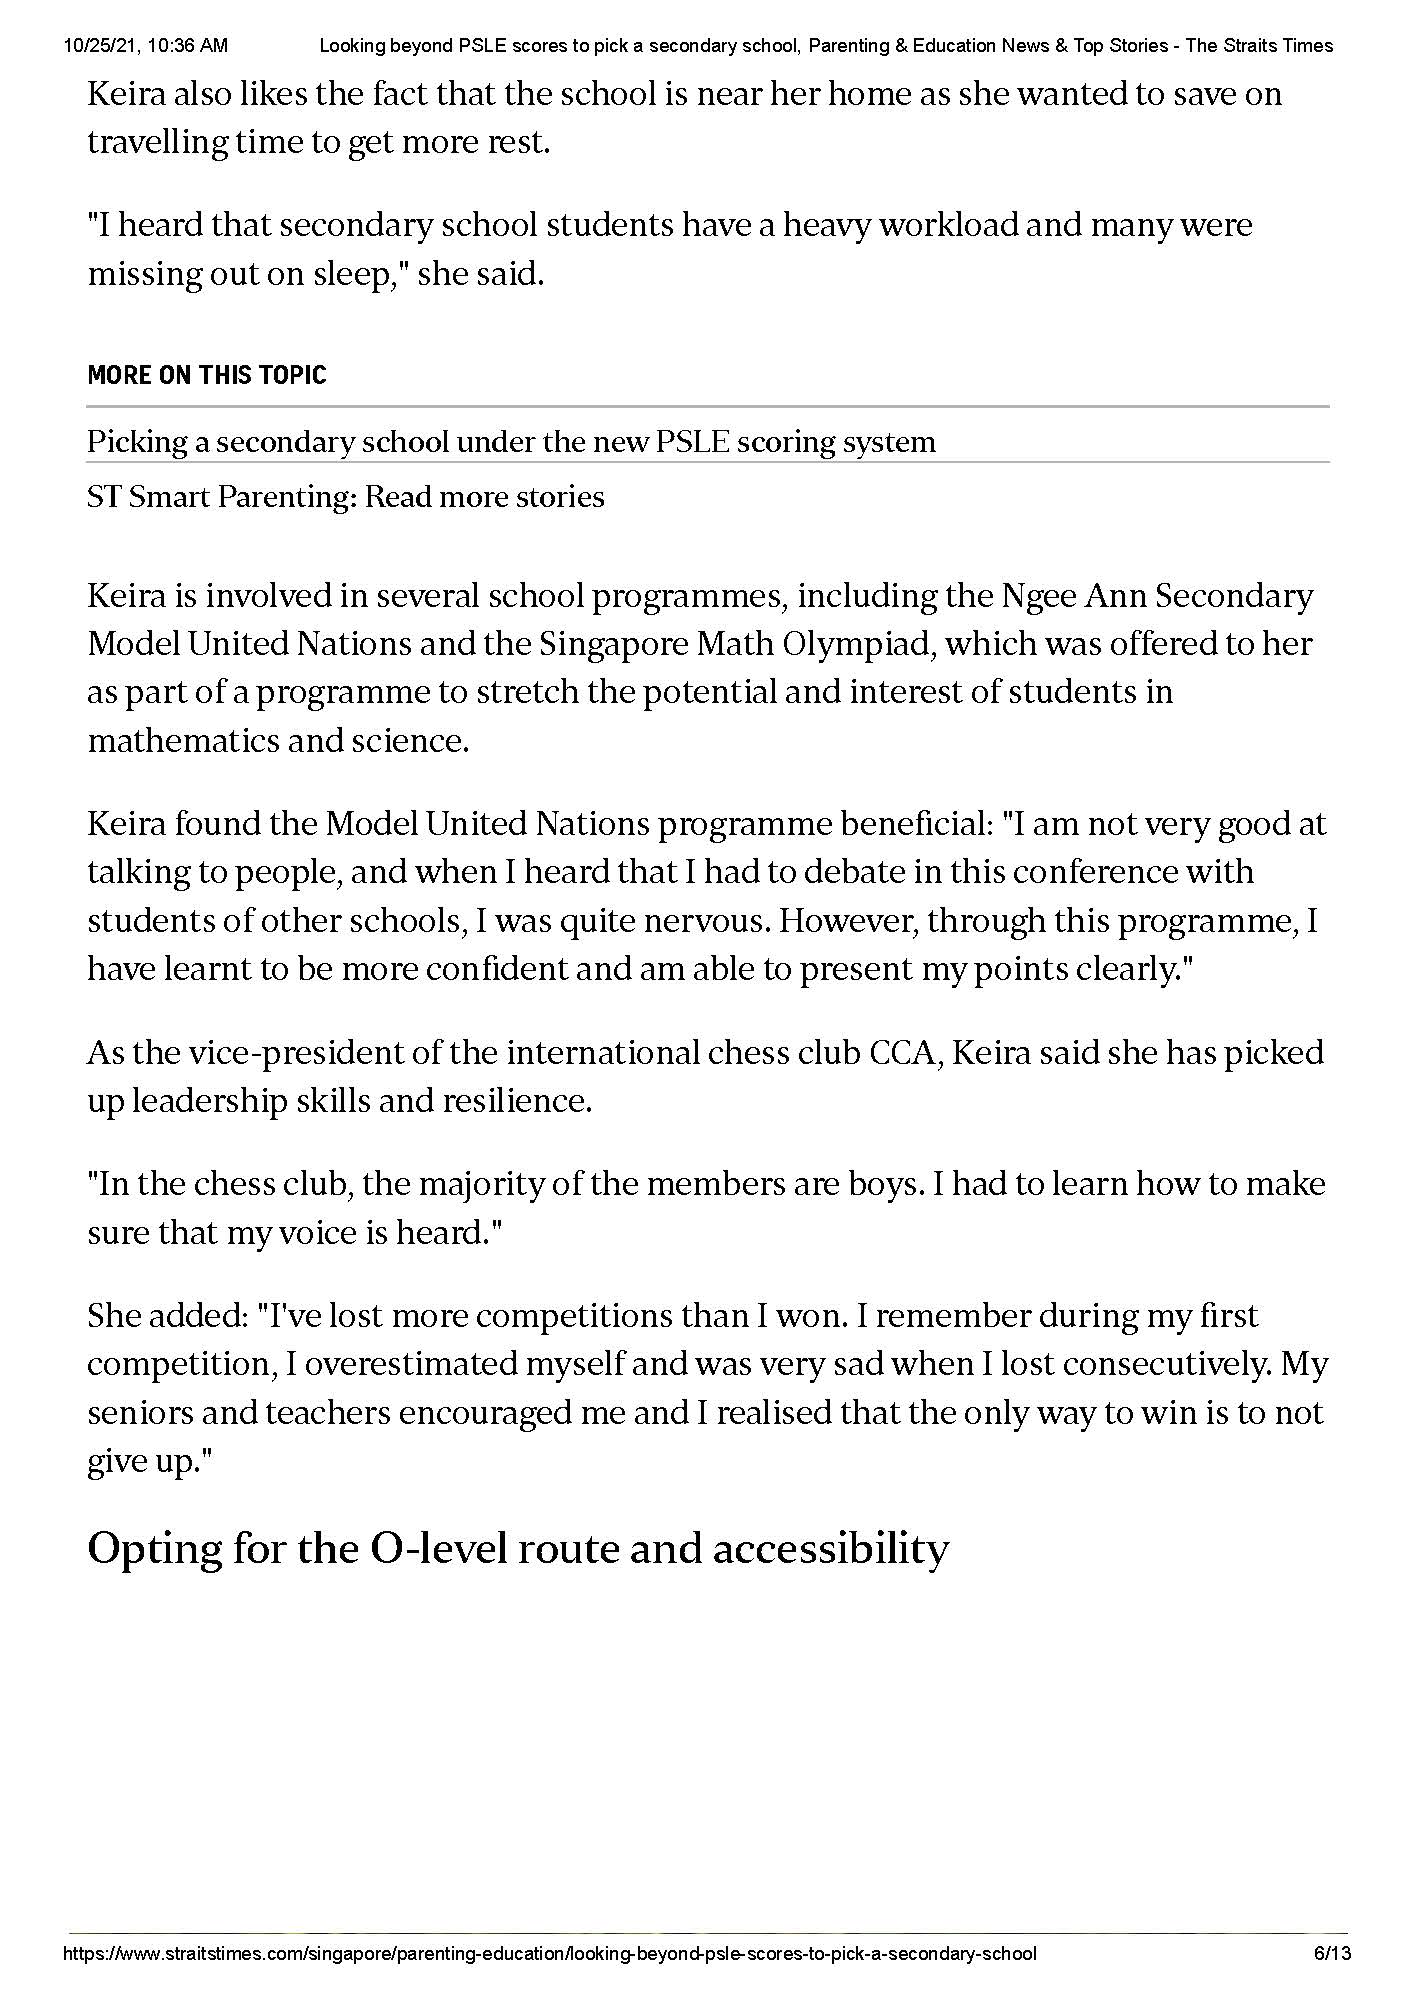 10/25/21, 10:36 AM Looking beyond PSLE scores to pick a secondary school, Parenting & Education News & Top Stories - The Straits Times
Keira also likes the fact that the school is near her home as she wanted to save on
travelling time to get more rest.
"I heard that secondary school students have a heavy workload and many were
missing out on sleep," she said.
MORE ON THIS TOPIC
Picking a secondary school under the new PSLE scoring system
ST Smart Parenting: Read more stories
Keira is involved in several school programmes, including the Ngee Ann Secondary
Model United Nations and the Singapore Math Olympiad, which was offered to her
as part of a programme to stretch the potential and interest of students in
mathematics and science.
Keira found the Model United Nations programme beneficial: "I am not very good at
talking to people, and when I heard that I had to debate in this conference with
students of other schools, I was quite nervous. However, through this programme, I
have learnt to be more confident and am able to present my points clearly."
As the vice-president of the international chess club CCA, Keira said she has picked
up leadership skills and resilience.
"In the chess club, the majority of the members are boys. I had to learn how to make
sure that my voice is heard."
She added: "I've lost more competitions than I won. I remember during my first
competition, I overestimated myself and was very sad when I lost consecutively. My
seniors and teachers encouraged me and I realised that the only way to win is to not
give up."
Opting for the O-level route and accessibility
https://www.straitstimes.com/singapore/parenting-education/looking-beyond-psle-scores-to-pick-a-secondary-school 6/13